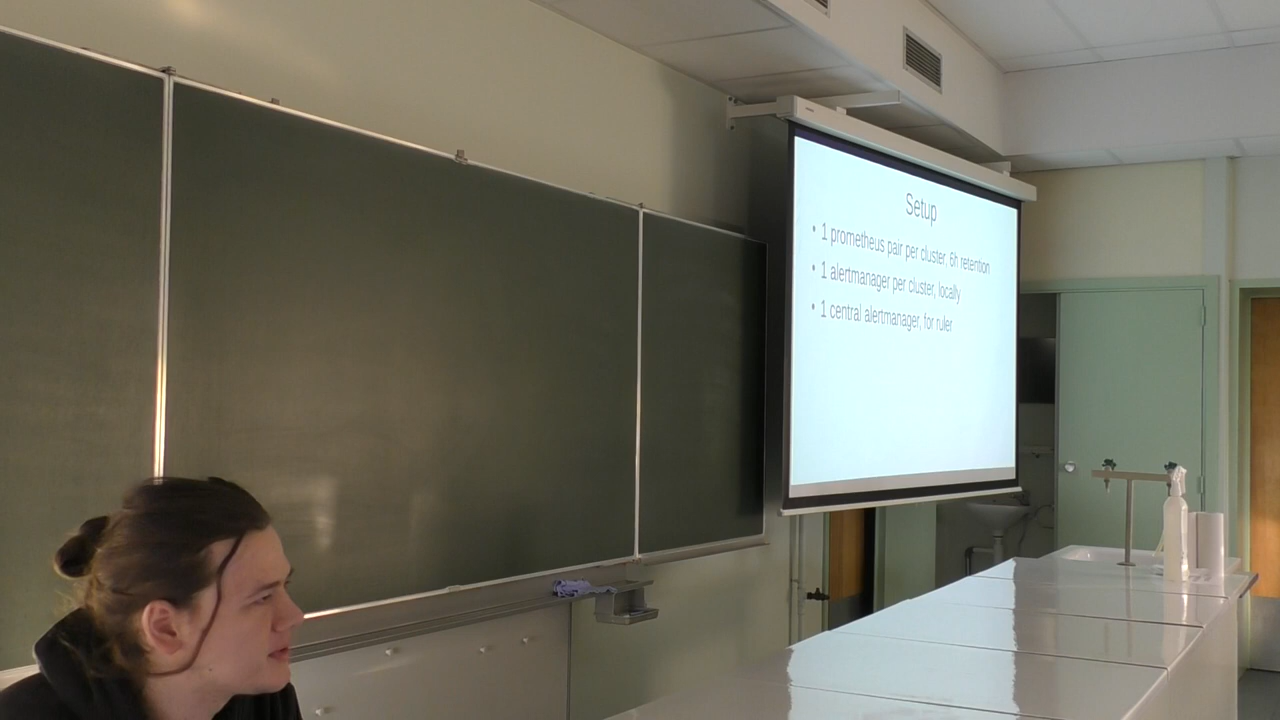 Setup
• 1 prometheus pair per cluster, 6h retention
• 1 alertmanager per cluster, locally
• 1 central alertmanager, for ruler